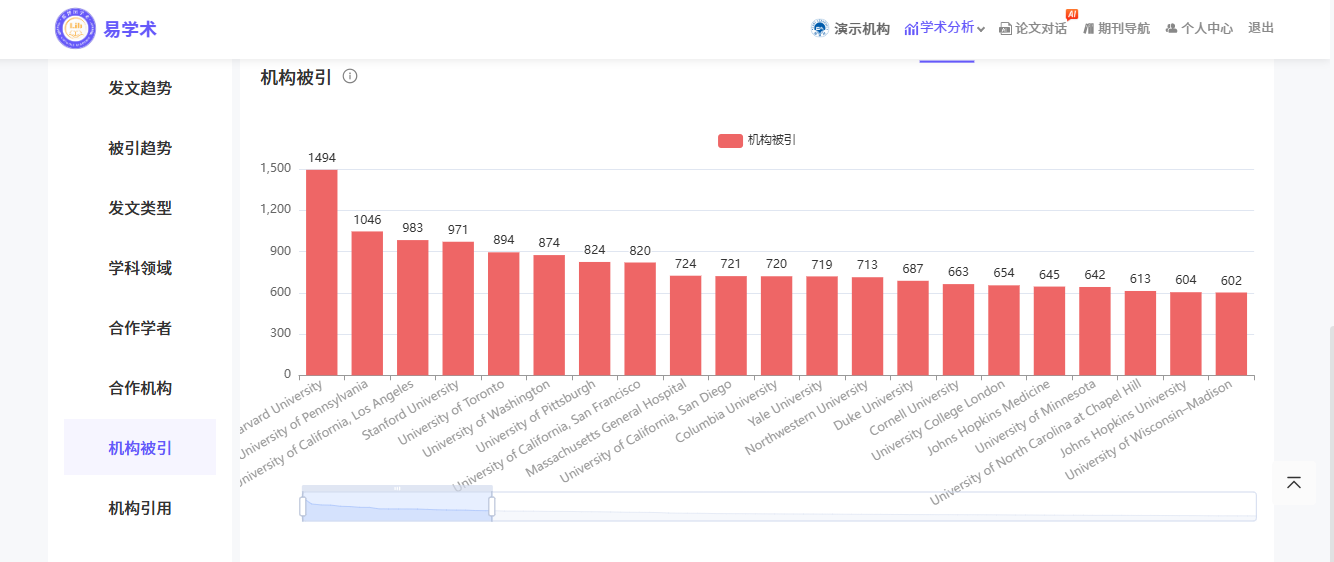 易学术
演示机构
学术分析
论文对话
AI
期刊导航
个人中心
退出
发文趋势
被引趋势
发文类型
学科领域
合作学者
合作机构
机构被引
机构引用
机构被引
机构被引
1,500
1,200
900
600
300
0
1494
1046
983
971
894
874
824
820
724
721
720
719
713
687
663
654
645
642
613
604
602
arvard University
University of Pennsylvania
University of California, Los Angeles
Stanford University
University of Toronto
University of Washington
University of Pittsburgh
University of California, San Francisco
Massachusetts General Hospital
University of California, San Diego
Columbia University
Yale University
Northwestern University
Duke University
Cornell University
University College London
Johns Hopkins Medicine
University of Minnesota
University of North Carolina at Chapel Hill
Johns Hopkins University
University of Wisconsin–Madison